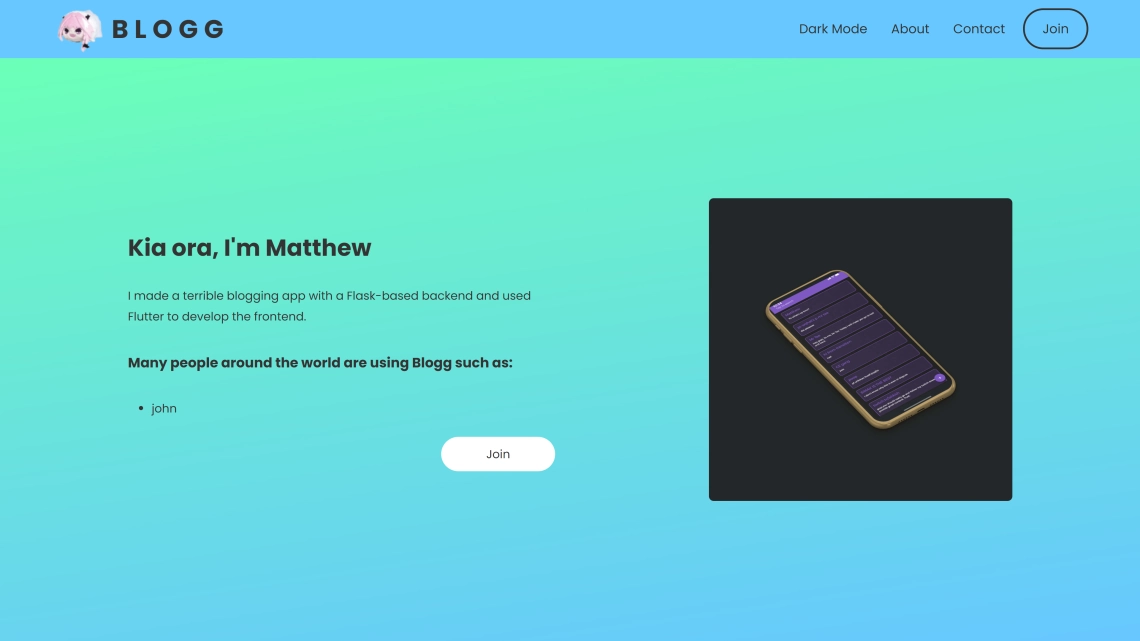 BLOGG
Dark Mode
About
Contact
Join
Kia ora, I'm Matthew
I made a terrible blogging app with a Flask-based backend and used
Flutter to develop the frontend.
Many people around the world are using Blogg such as:
• john
Join